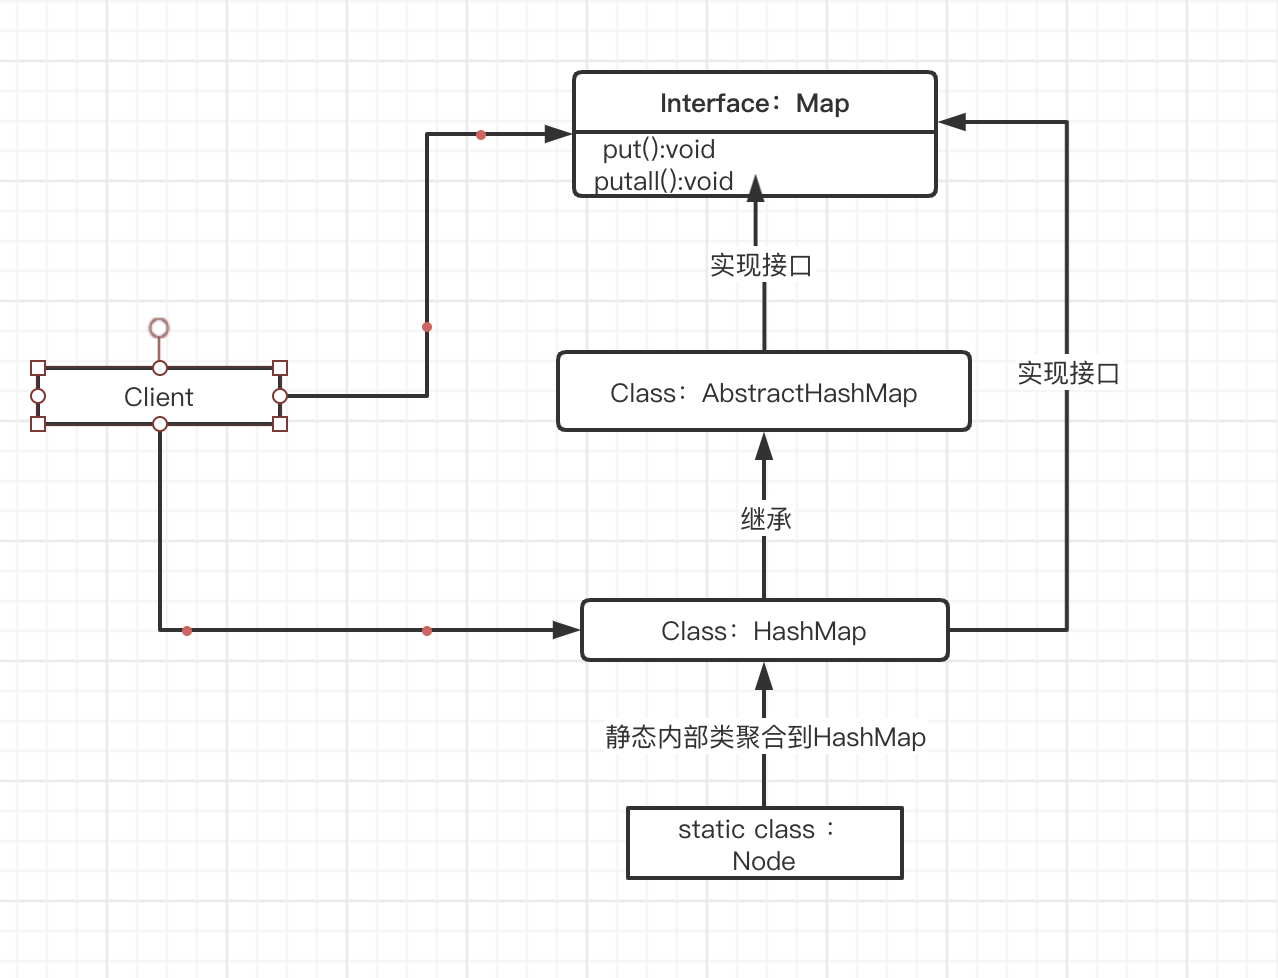 Interface：Map
put():void
putall():void
实现接口
Client
Class：AbstractHashMap
实现接口
继承
Class：HashMap
静态内部类聚合到HashMap
static class：
Node